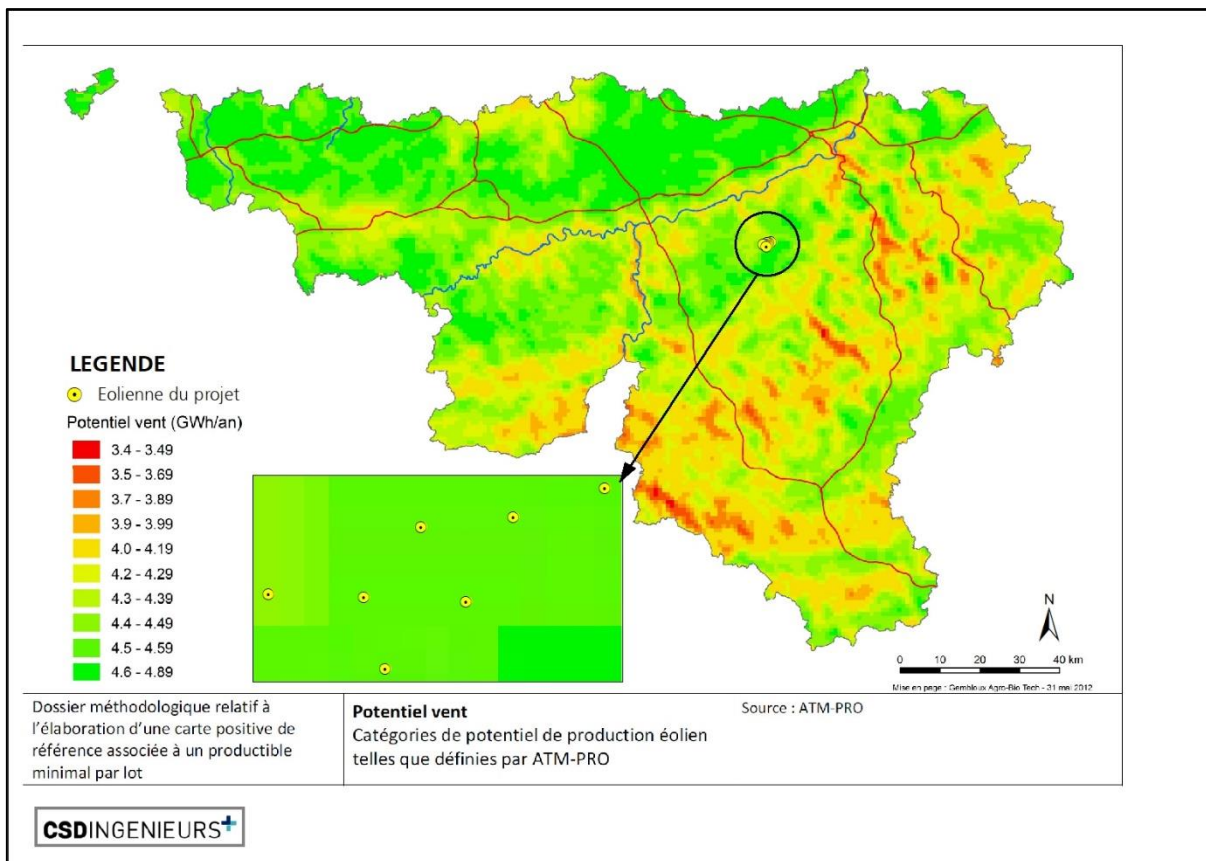 LEGENDE
Eolienne du projet
Potentiel vent (GWh/an)
3.4 - 3.49
3.5 - 3.69
3.7 - 3.89
3.9 - 3.99
4.0 - 4.19
4.2 - 4.29
4.3 - 4.39
4.4 - 4.49
4.5 - 4.59
4.6 - 4.89
N
0 10 20 30 40 km
Mise en page : Gembloux Agro-Bio Tech - 31 mai 2012
Dossier méthodologique relatif à
l'élaboration d'une carte positive de
référence associée à un productible
minimal par lot
Potentiel vent
Catégories de potentiel de production éolien
telles que définies par ATM-PRO
Source : ATM-PRO
CSDINGENIEURS+